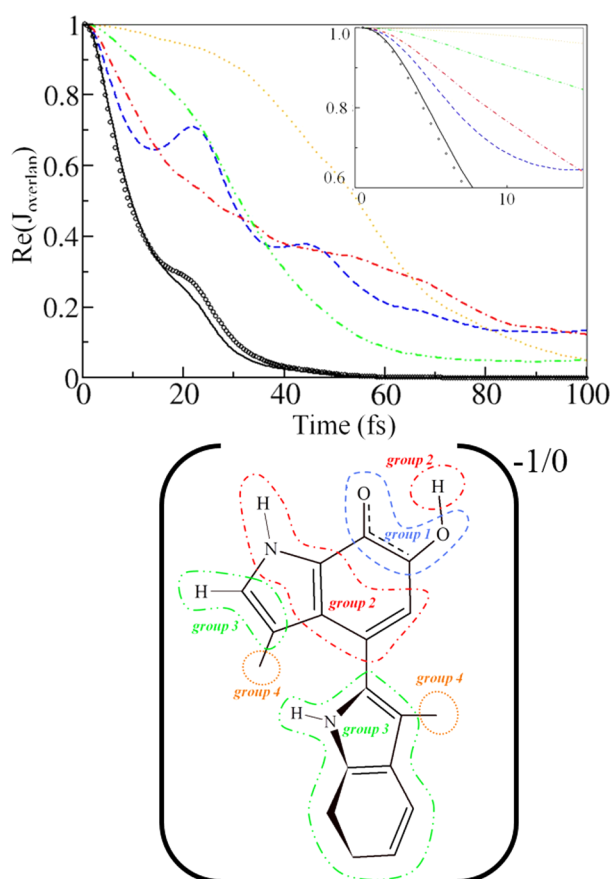 1
0.8
0.6
0.4
0.2
0
Re(J_overlan)
0
20
40
60
80
100
Time (fs)
1.0
0.8
0.6
0
10
-1/0
group 2
H
O
O
group 1
H
N
H
group 2
group 3
group 4
group 4
H
N
group 3